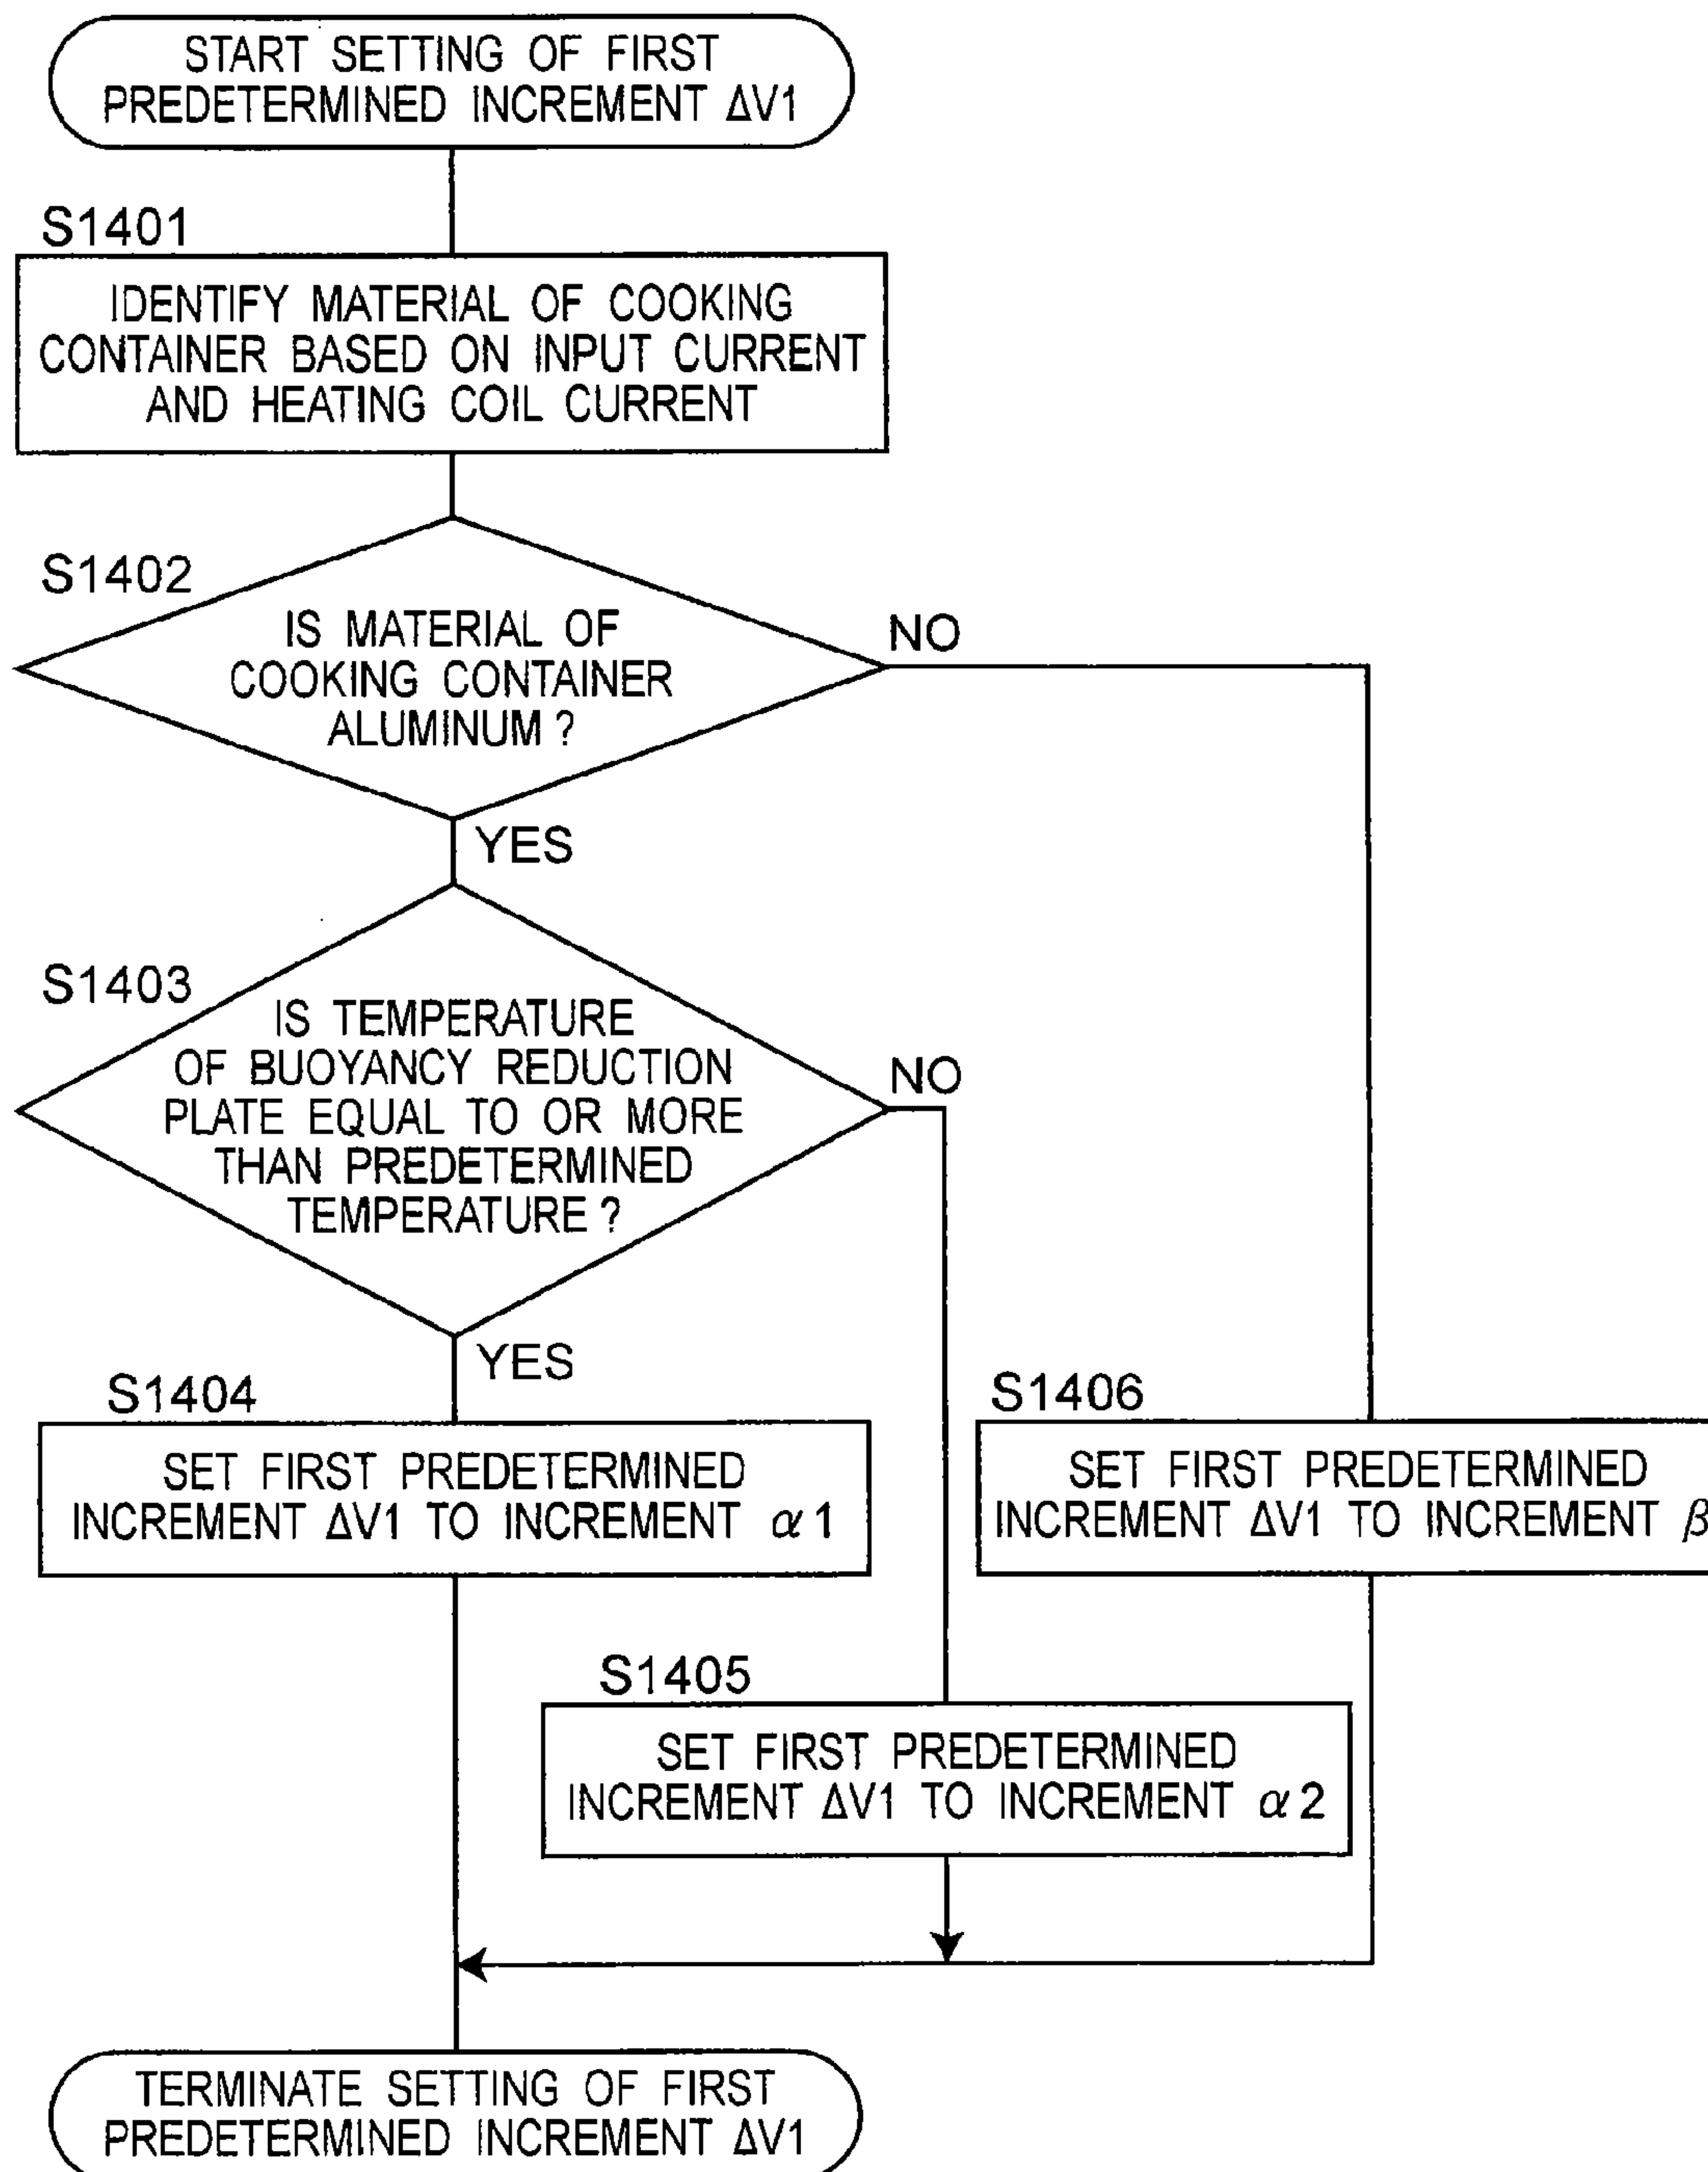 START SETTING OF FIRST
PREDETERMINED INCREMENT ΔV1
S1401
IDENTIFY MATERIAL OF COOKING
CONTAINER BASED ON INPUT CURRENT
AND HEATING COIL CURRENT
S1402
IS MATERIAL OF
COOKING CONTAINER
ALUMINUM?
NO
YES
S1403
IS TEMPERATURE
OF BUOYANCY REDUCTION
PLATE EQUAL TO OR MORE
THAN PREDETERMINED
TEMPERATURE?
NO
YES
S1404
SET FIRST PREDETERMINED
INCREMENT ΔV1 TO INCREMENT α1
S1406
SET FIRST PREDETERMINED
INCREMENT ΔV1 TO INCREMENT β
S1405
SET FIRST PREDETERMINED
INCREMENT ΔV1 TO INCREMENT α2
TERMINATE SETTING OF FIRST
PREDETERMINED INCREMENT ΔV1